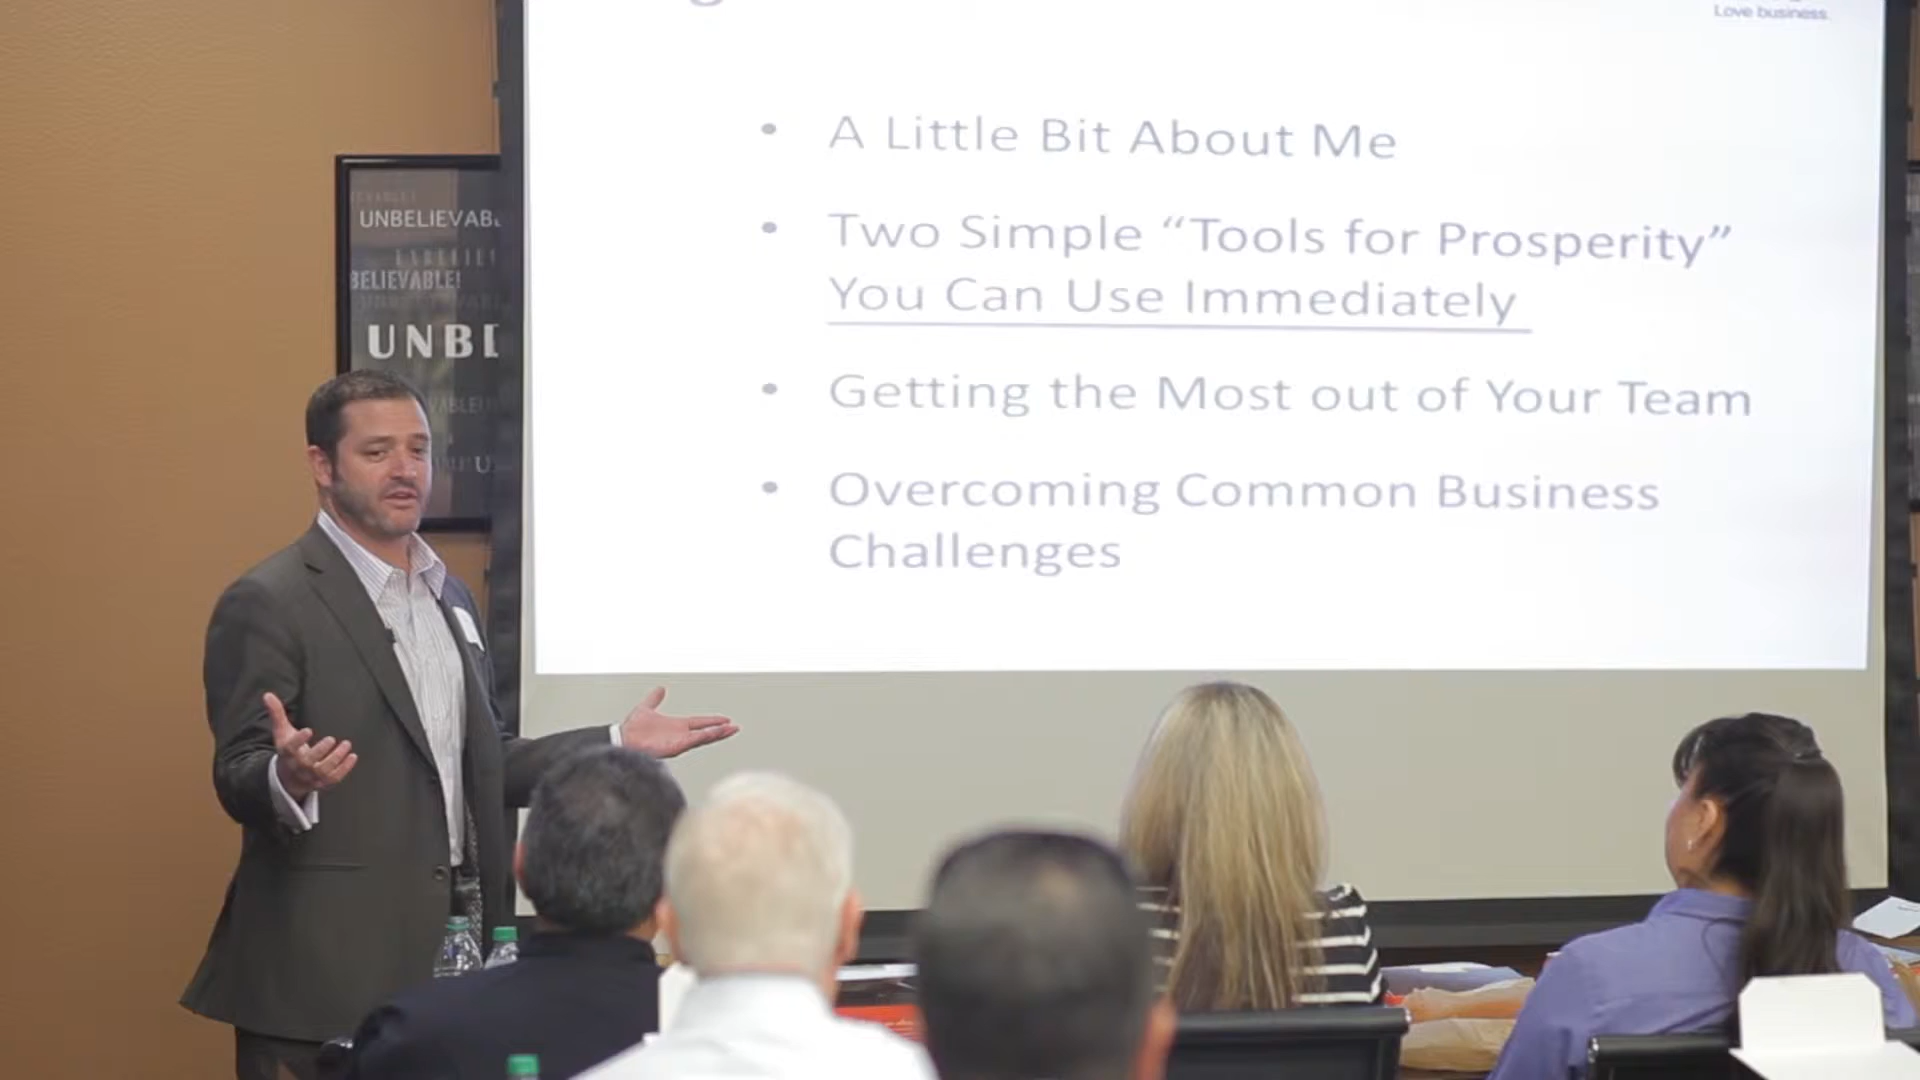 Love business.
• A Little Bit About Me
• Two Simple “Tools for Prosperity”
You Can Use Immediately
• Getting the Most out of Your Team
• Overcoming Common Business
Challenges
UNBELIEVABL
BELIEVABLE!
UNBE